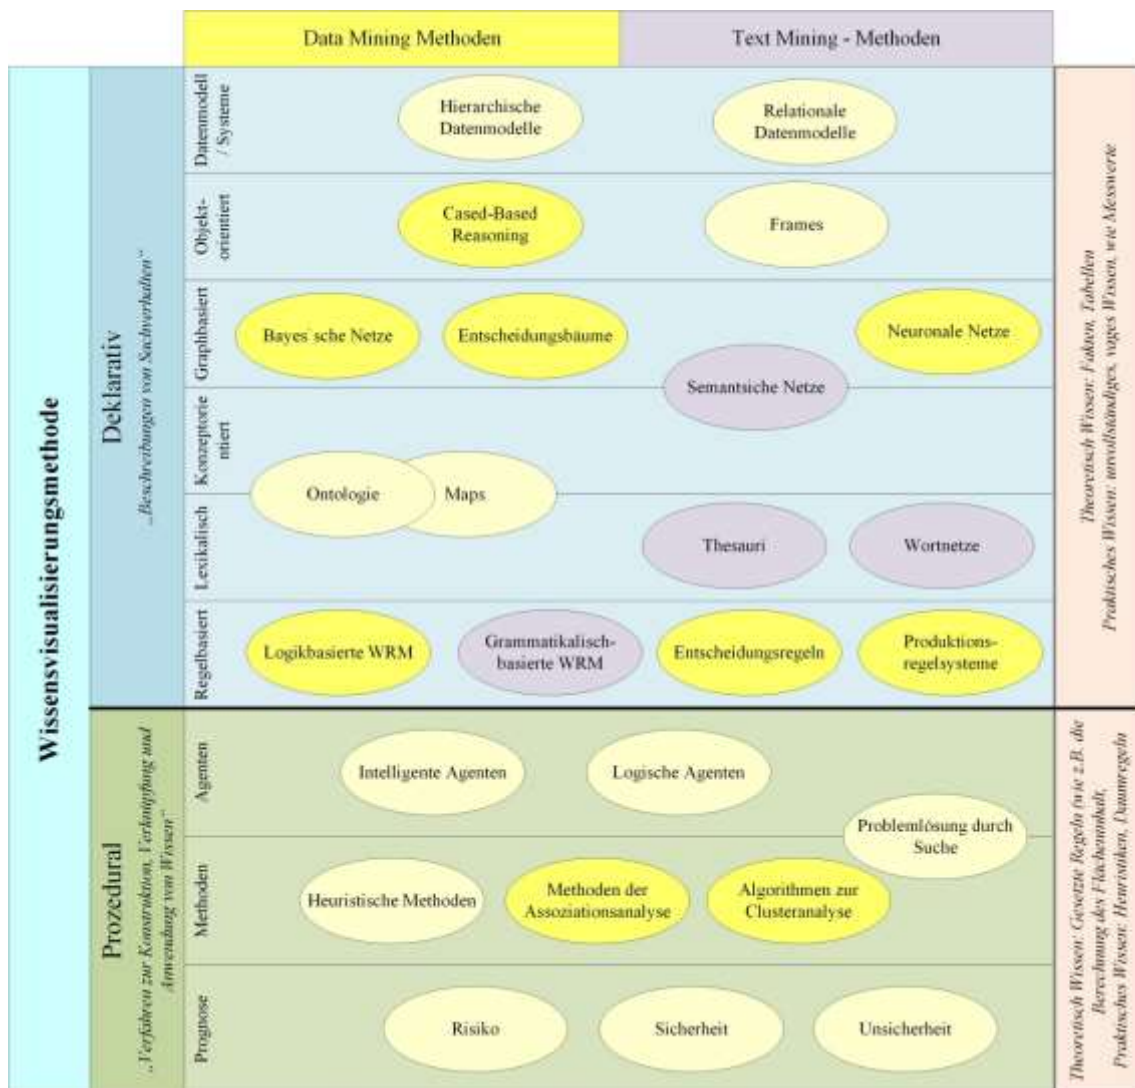 Data Mining Methoden
Text Mining - Methoden
Wissensvisualisierungsmethode
Deklarativ
„Beschreibungen von Sachverhalten“
Datenmodell
/ Systeme
Hierarchische
Datenmodelle
Relationale
Datenmodelle
Objekt-
orientiert
Cased-Based
Reasoning
Frames
Graphbasiert
Bayes´sche Netze
Entscheidungsbäume
Neuronale Netze
Semantsiche Netze
Konzeptorie
ntiert
Ontologie
Maps
Lexikalisch
Thesauri
Wortnetze
Regelbasiert
Logikbasierte WRM
Grammatikalisch-
basierte WRM
Entscheidungsregeln
Produktions-
regelsysteme
Theoretisch Wissen: Fakten, Tabellen
Praktisches Wissen: unvollständiges, vages Wissen, wie Messwerte
Prozedural
„Verfahren zur Konstruktion, Verknüpfung und
Anwendung von Wissen“
Agenten
Intelligente Agenten
Logische Agenten
Problemlösung durch
Suche
Methoden
Heuristische Methoden
Methoden der
Assoziationsanalyse
Algorithmen zur
Clusteranalyse
Prognose
Risiko
Sicherheit
Unsicherheit
Theoretisch Wissen: Gesetzte Regeln (wie z.B. die
Berechnung des Flächeninhalt,
Praktisches Wissen: Heuristiken, Daumregeln